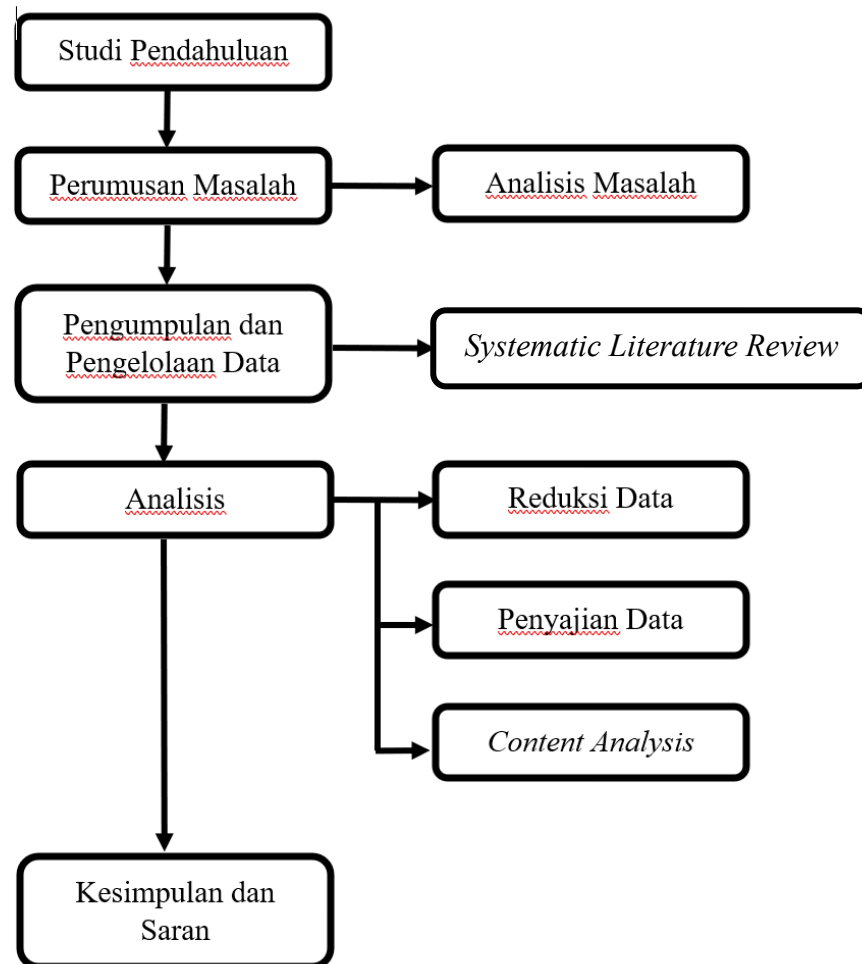 Studi Pendahuluan
Perumusan Masalah
Analisis Masalah
Pengumpulan dan
Pengelolaan Data
Systematic Literature Review
Analisis
Reduksi Data
Penyajian Data
Content Analysis
Kesimpulan dan
Saran